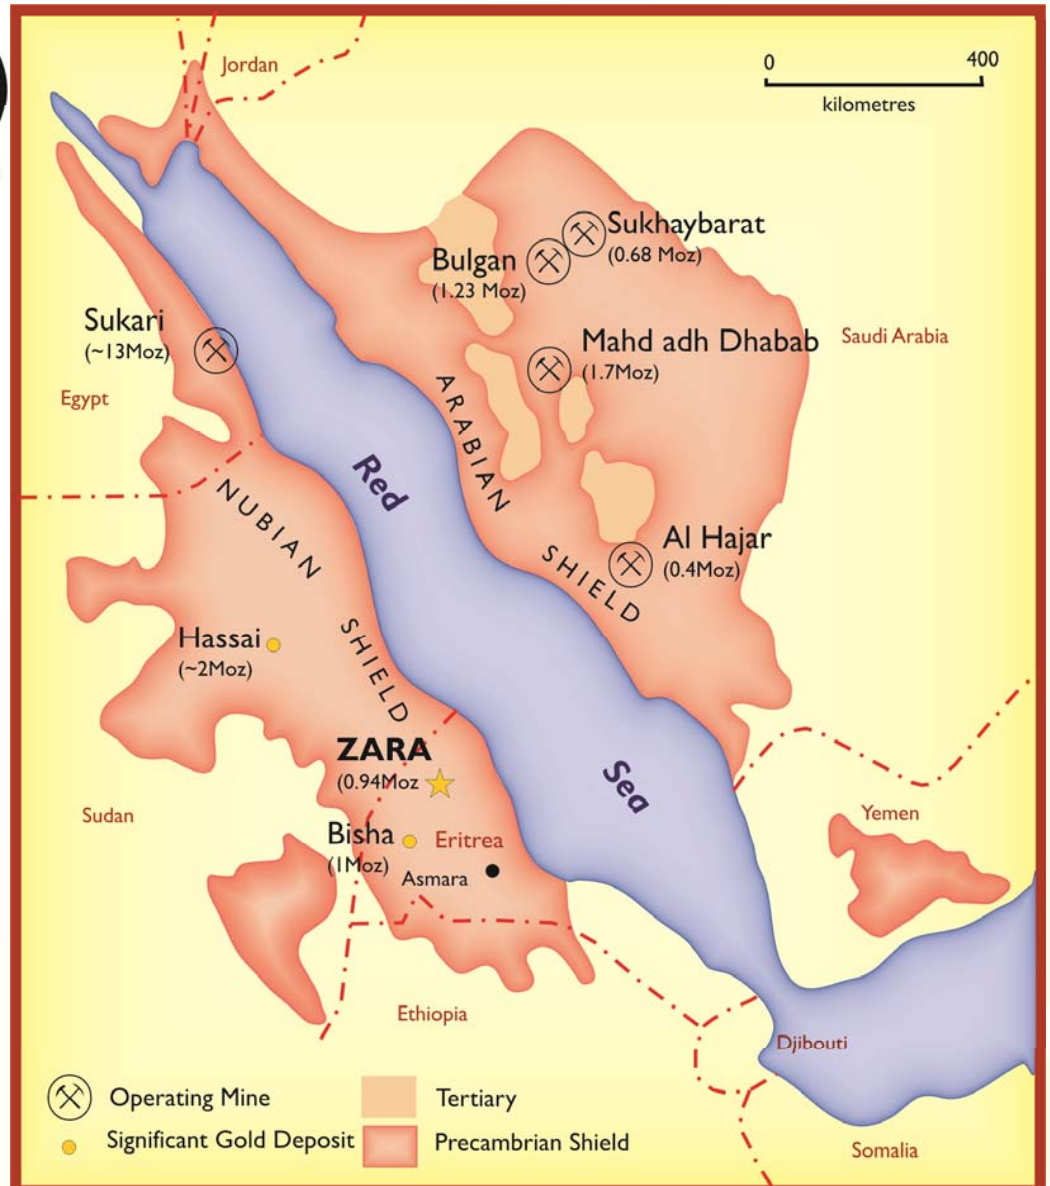 Jordan
0 400
kilometres
Sukhaybarat
(0.68 Moz)
Bulgan
(1.23 Moz)
Sukari
(~13Moz)
Mahd adh Dhabab
(1.7Moz)
Saudi Arabia
Egypt
ARABIAN
SHIELD
Red
Sea
NUBIAN
SHIELD
Al Hajar
(0.4Moz)
Hassai
(~2Moz)
ZARA
(0.94Moz
Sudan
Yemen
Bisha
(1Moz)
Eritrea
Asmara
Ethiopia
Djibouti
Somalia
Operating Mine
Significant Gold Deposit
Tertiary
Precambrian Shield